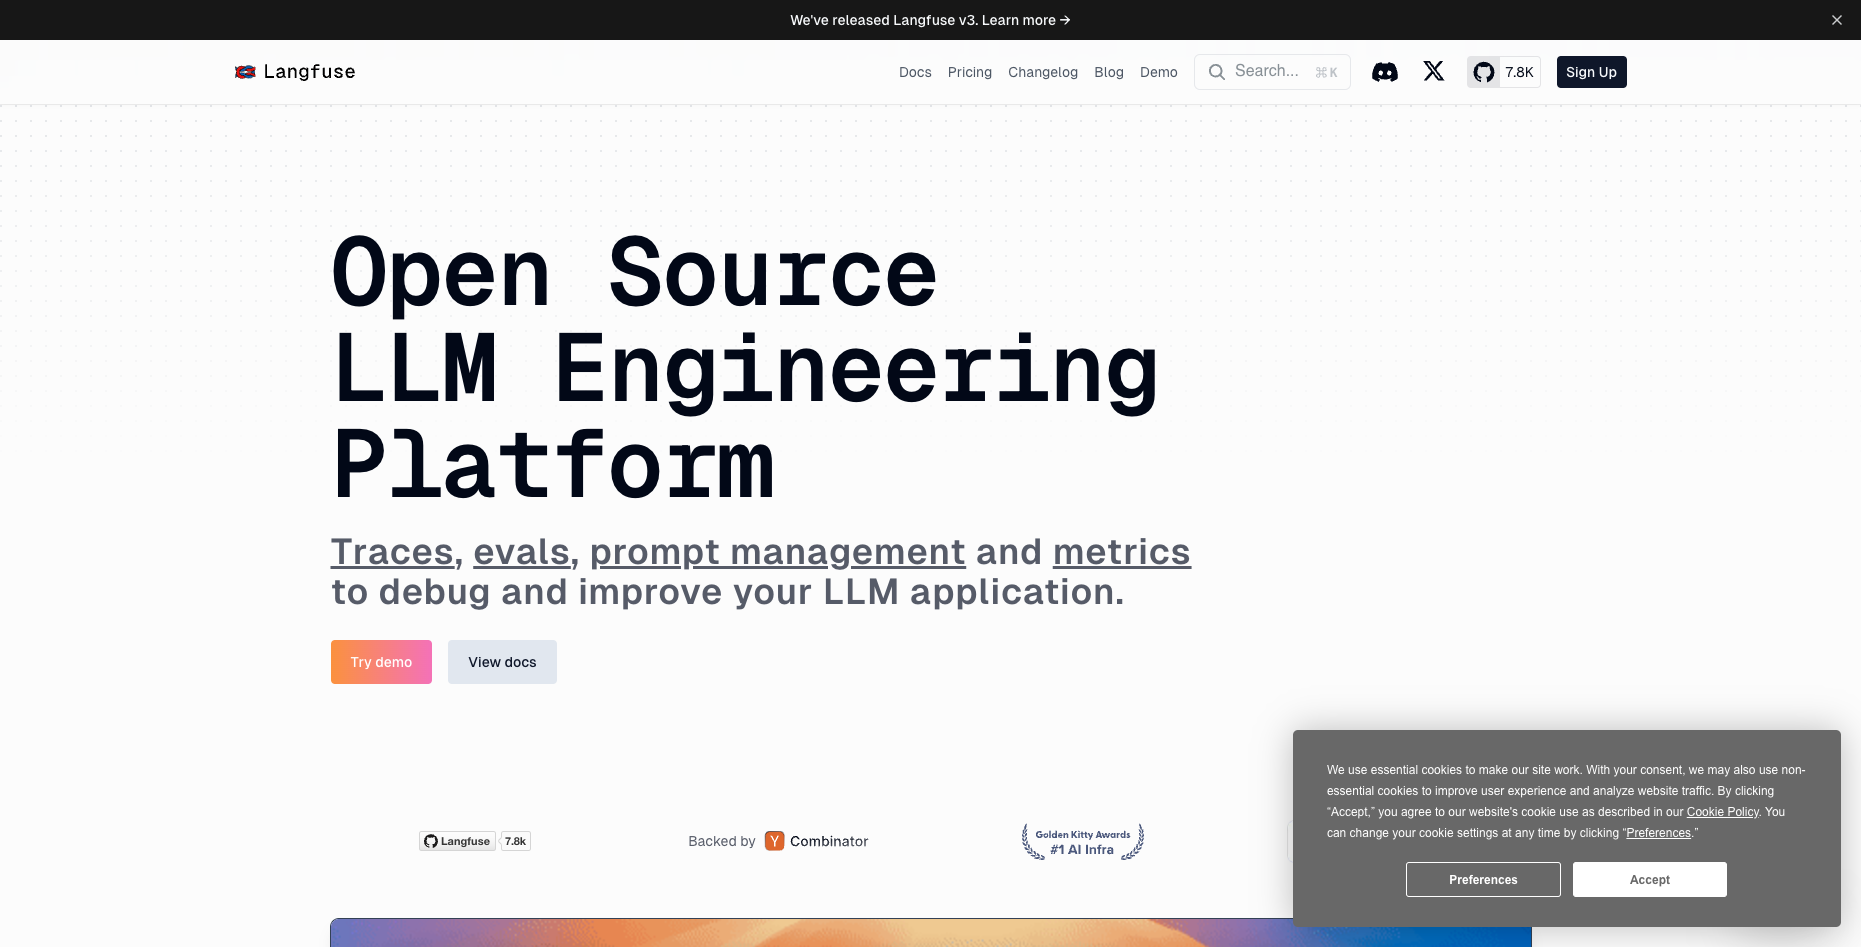 We've released Langfuse v3. Learn more →
Langfuse
Docs Pricing Changelog Blog Demo Search... ⌘K 7.8K Sign Up
Open Source
LLM Engineering
Platform
Traces, evals, prompt management and metrics
to debug and improve your LLM application.
Try demo View docs
Langfuse 7.8k
Backed by Y Combinator
Golden Kitty Awards
#1 AI Infra
We use essential cookies to make our site work. With your consent, we may also use non-
essential cookies to improve user experience and analyze website traffic. By clicking
“Accept,” you agree to our website's cookie use as described in our Cookie Policy. You
can change your cookie settings at any time by clicking “Preferences.”
Preferences Accept